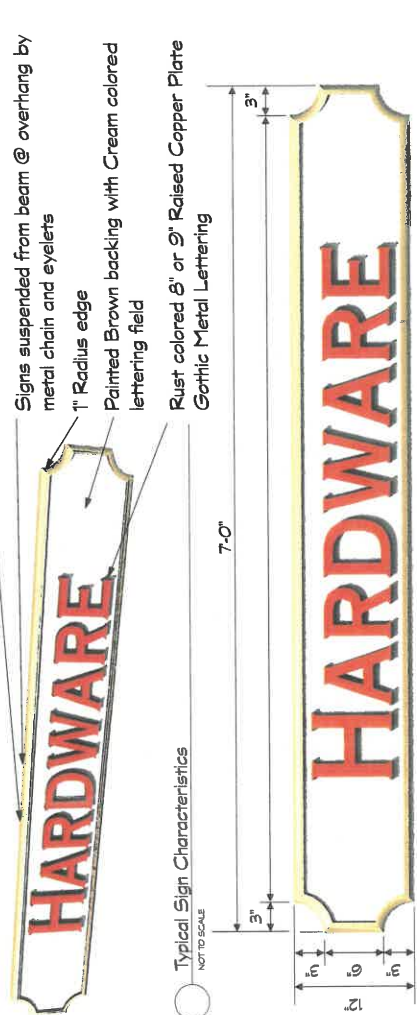 Signs suspended from beam @ overhang by
metal chain and eyelets
1" Radius edge
Painted Brown backing with Cream colored
lettering field
Rust colored 8" or 9" Raised Copper Plate
Gothic Metal Lettering
HARDWARE
Typical Sign Characteristics
NOT TO SCALE
7'-0"
3"
3"
HARDWARE
3"
6"
3"
12"